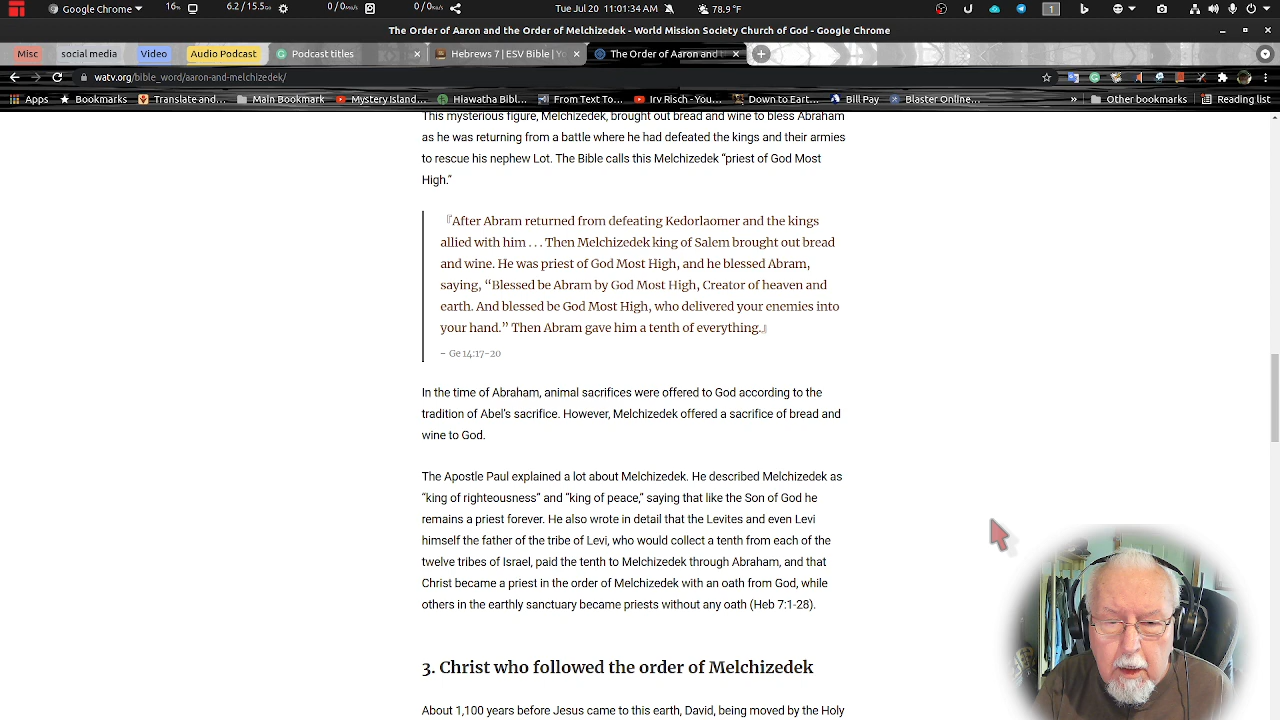 Google Chrome
16%
6.2 / 15.5G
0 / 0k/s
0 / 0k/s
Tue Jul 20 11:01:34 AM
78.9°F
1
The Order of Aaron and the Order of Melchizedek - World Mission Society Church of God - Google Chrome
Misc
social media
Video
Audio Podcast
Podcast titles
Hebrews 7 | ESV Bible | Yo
The Order of Aaron and t
watv.org/bible_word/aaron-and-melchizedek/
Apps
Bookmarks
Translate and...
Main Bookmark
Mystery Island...
Hiawatha Bibl...
From Text To...
Irv Risch - You...
Down to Eart...
Bill Pay
Blaster Online...
»
Other bookmarks
Reading list
This mysterious figure, Melchizedek, brought out bread and wine to bless Abraham
as he was returning from a battle where he had defeated the kings and their armies
to rescue his nephew Lot. The Bible calls this Melchizedek “priest of God Most
High.”
『After Abram returned from defeating Kedorlaomer and the kings
allied with him . . . Then Melchizedek king of Salem brought out bread
and wine. He was priest of God Most High, and he blessed Abram,
saying, “Blessed be Abram by God Most High, Creator of heaven and
earth. And blessed be God Most High, who delivered your enemies into
your hand.” Then Abram gave him a tenth of everything.』
- Ge 14:17-20
In the time of Abraham, animal sacrifices were offered to God according to the
tradition of Abel's sacrifice. However, Melchizedek offered a sacrifice of bread and
wine to God.
The Apostle Paul explained a lot about Melchizedek. He described Melchizedek as
“king of righteousness” and “king of peace,” saying that like the Son of God he
remains a priest forever. He also wrote in detail that the Levites and even Levi
himself the father of the tribe of Levi, who would collect a tenth from each of the
twelve tribes of Israel, paid the tenth to Melchizedek through Abraham, and that
Christ became a priest in the order of Melchizedek with an oath from God, while
others in the earthly sanctuary became priests without any oath (Heb 7:1-28).
3. Christ who followed the order of Melchizedek
About 1,100 years before Jesus came to this earth, David, being moved by the Holy